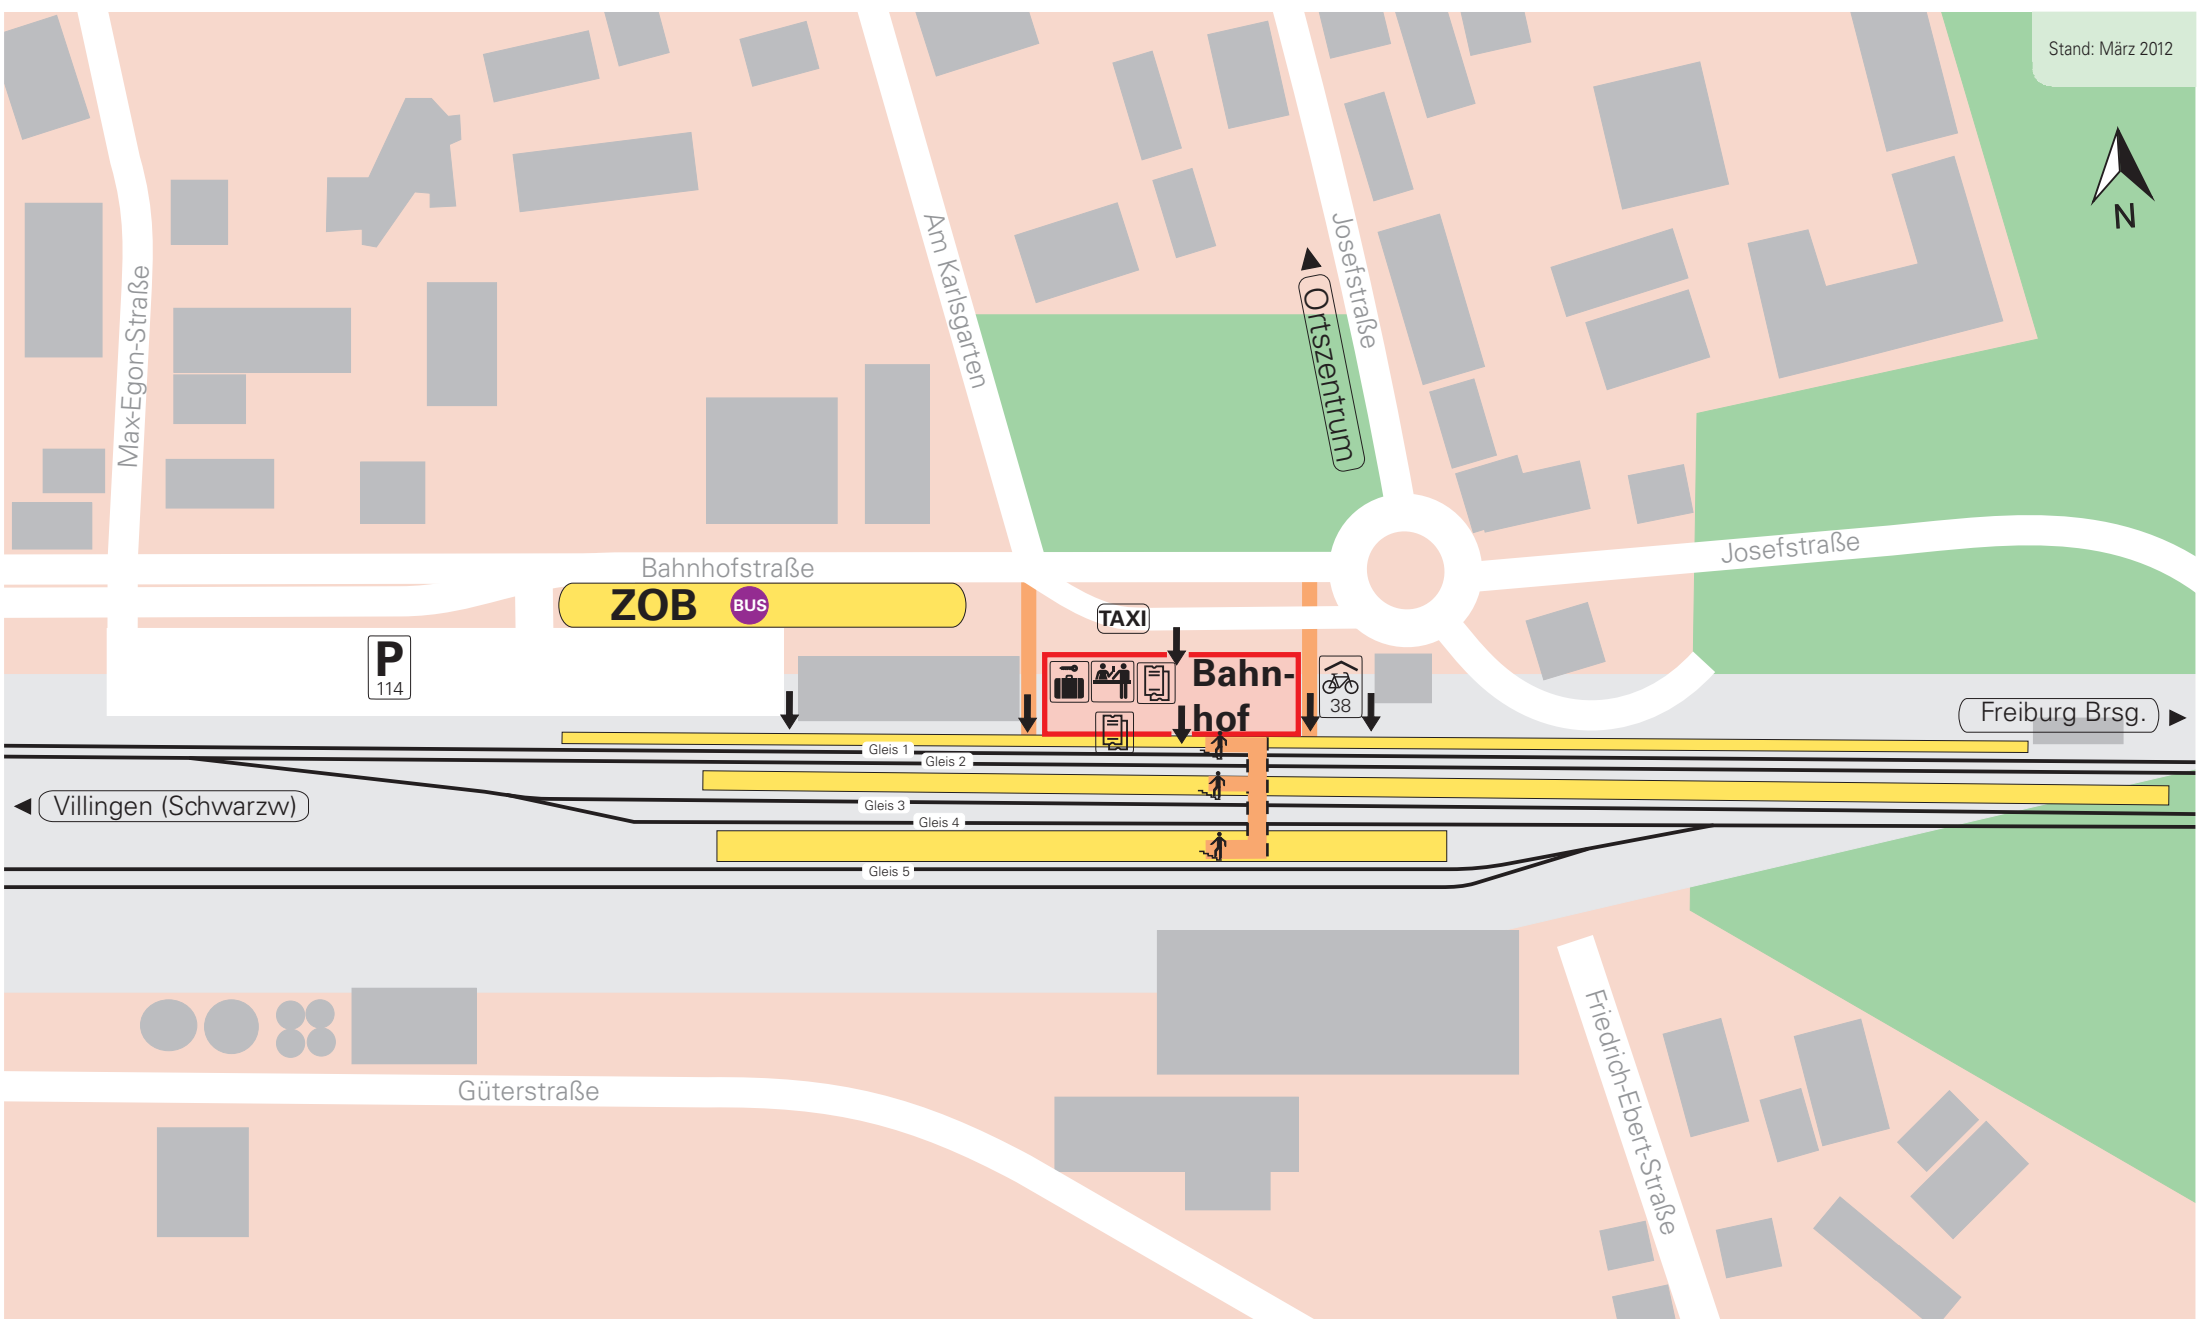 Stand: März 2012
N
Max-Egon-Straße
Am Karlsgarten
Josefstraße
Ortszentrum
Bahnhofstraße
Josefstraße
ZOB
BUS
TAXI
P
114
Bahn-
hof
38
Freiburg Brsg.
Gleis 1
Gleis 2
Villingen (Schwarzw)
Gleis 3
Gleis 4
Gleis 5
Güterstraße
Friedrich-Ebert-Straße